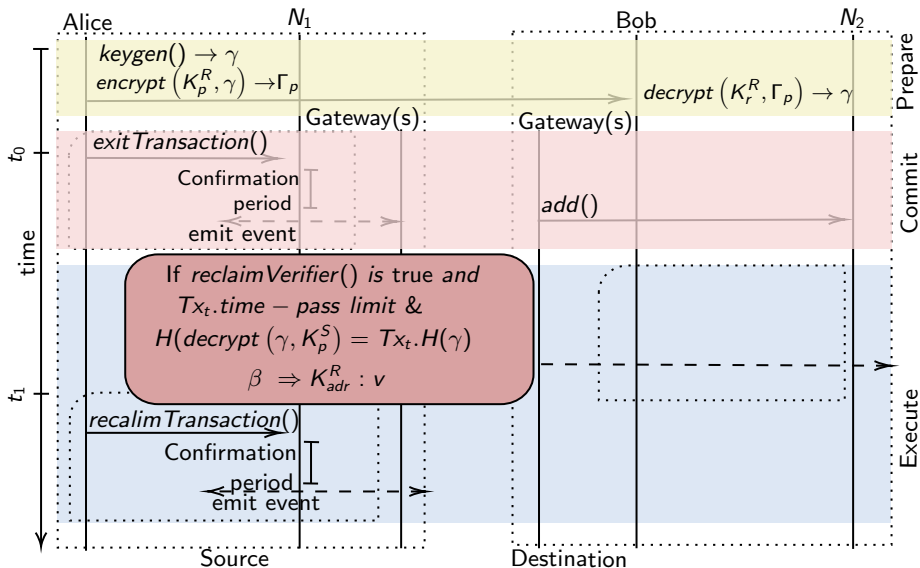 Alice N₁ Bob N₂
keygen() → γ
encrypt (K_p^R, γ) →Γ_p
decrypt (K_r^R, Γ_p) → γ
Prepare
Gateway(s)
Gateway(s)
t₀
exitTransaction()
Confirmation
period
emit event
add()
Commit
time
If reclaimVerifier() is true and
Tx_t.time − pass limit &
H(decrypt (γ, K_p^S) = Tx_t.H(γ)
β ⇒ K_adr^R : v
t₁
recalimTransaction()
Confirmation
period
emit event
Execute
Source
Destination